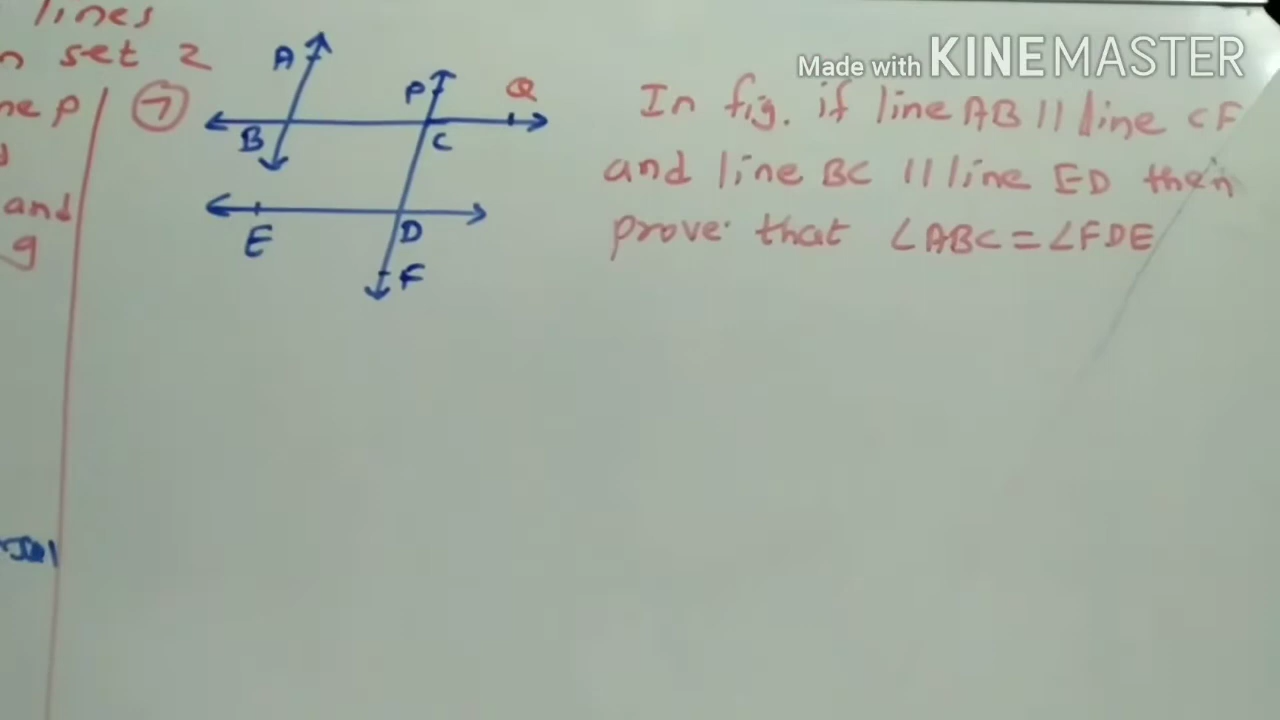 lines
n set 2
ne p
and
g
7
A
P
Q
B
C
E
D
F
Made with KINEMASTER
In fig. if line AB || line CF
and line BC || line ED then
prove that ∠ABC = ∠FDE